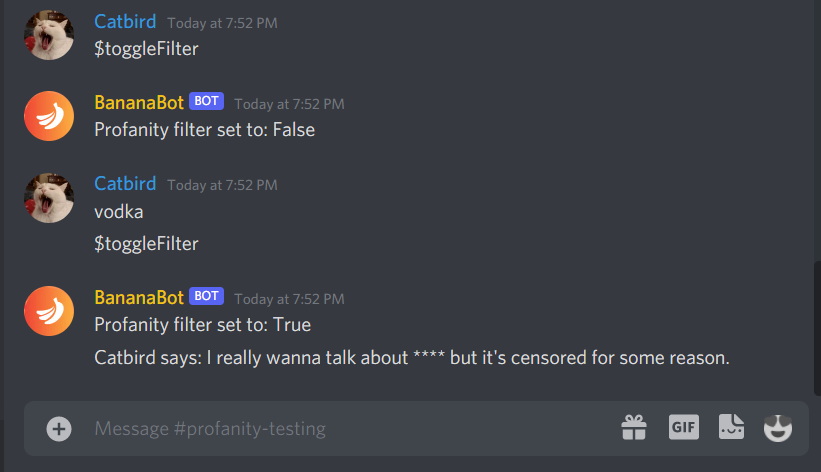 Catbird Today at 7:52 PM
$toggleFilter
BananaBot BOT Today at 7:52 PM
Profanity filter set to: False
Catbird Today at 7:52 PM
vodka
$toggleFilter
BananaBot BOT Today at 7:52 PM
Profanity filter set to: True
Catbird says: I really wanna talk about **** but it's censored for some reason.
Message #profanity-testing
GIF